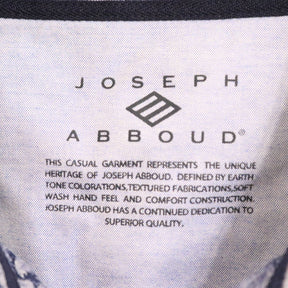 JOSEPH
ABBOUD®
THIS CASUAL GARMENT REPRESENTS THE UNIQUE
HERITAGE OF JOSEPH ABBOUD. DEFINED BY EARTH
TONE COLORATIONS,TEXTURED FABRICATIONS,SOFT
WASH HAND FEEL AND COMFORT CONSTRUCTION.
JOSEPH ABBOUD HAS A CONTINUED DEDICATION TO
SUPERIOR QUALITY.